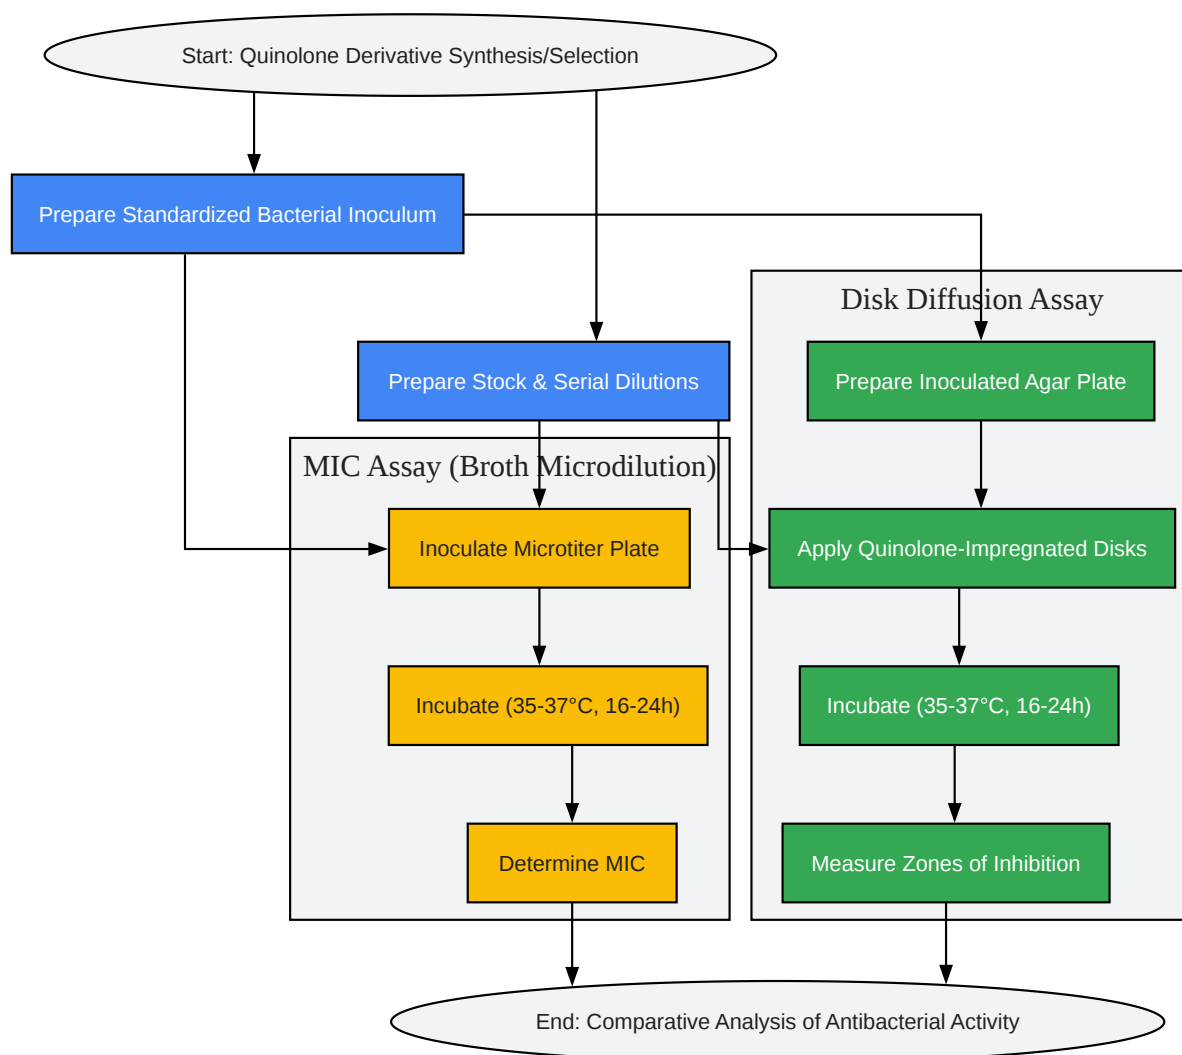 Start: Quinolone Derivative Synthesis/Selection
Prepare Standardized Bacterial Inoculum
Disk Diffusion Assay
Prepare Stock & Serial Dilutions
Prepare Inoculated Agar Plate
MIC Assay (Broth Microdilution)
Inoculate Microtiter Plate
Apply Quinolone-Impregnated Disks
Incubate (35-37°C, 16-24h)
Incubate (35-37°C, 16-24h)
Determine MIC
Measure Zones of Inhibition
End: Comparative Analysis of Antibacterial Activity